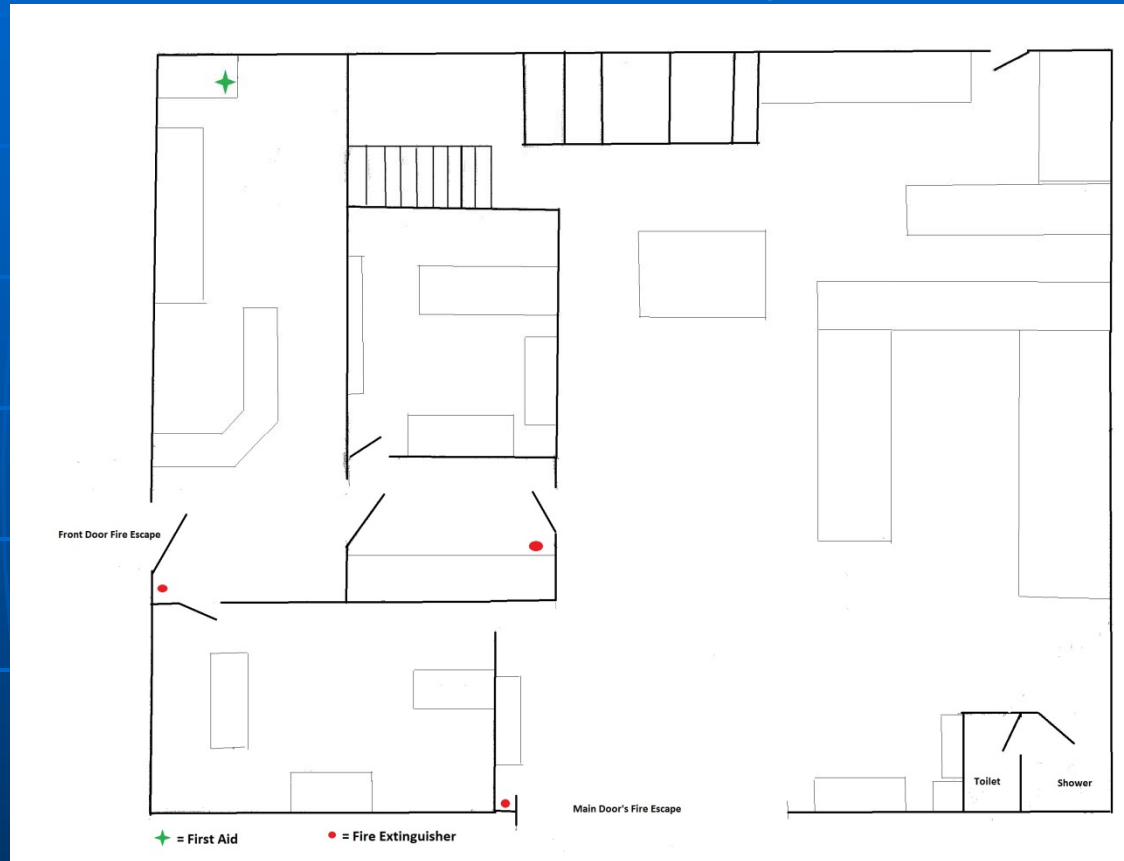 Front Door Fire Escape
Toilet
Shower
Main Door's Fire Escape
= First Aid
= Fire Extinguisher